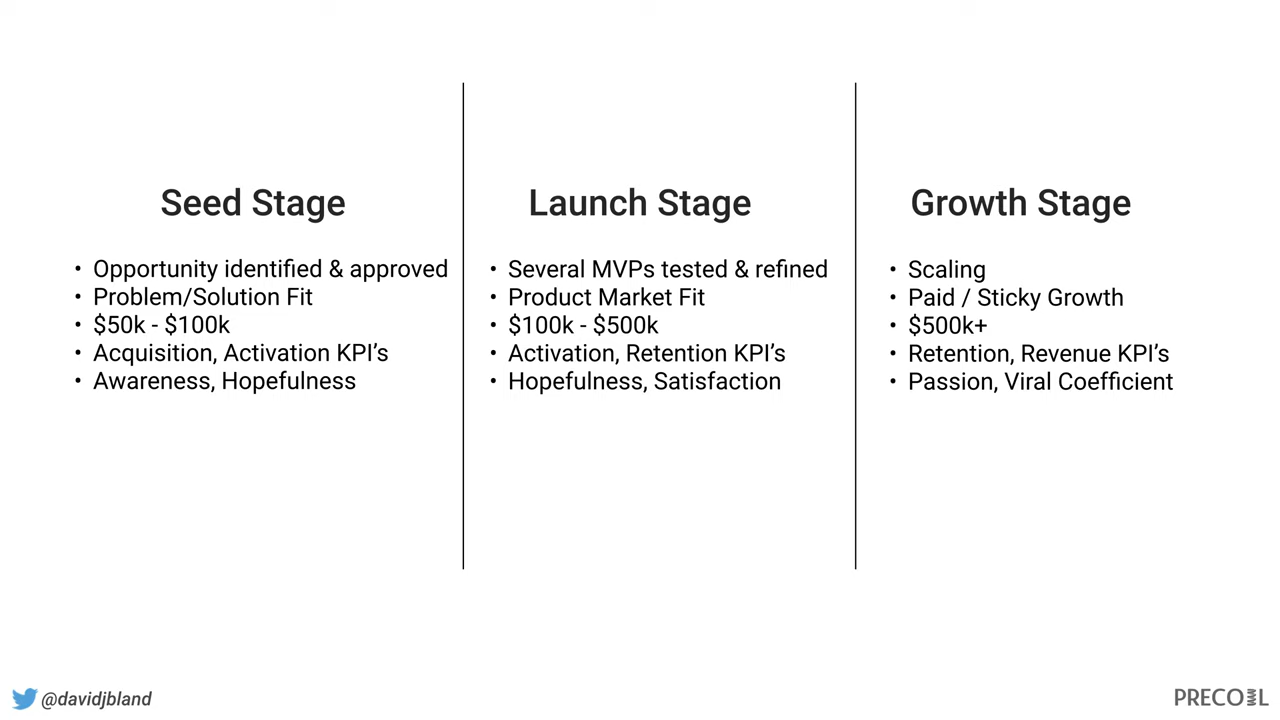 Seed Stage
• Opportunity identified & approved
• Problem/Solution Fit
• $50k - $100k
• Acquisition, Activation KPI’s
• Awareness, Hopefulness
Launch Stage
• Several MVPs tested & refined
• Product Market Fit
• $100k - $500k
• Activation, Retention KPI’s
• Hopefulness, Satisfaction
Growth Stage
• Scaling
• Paid / Sticky Growth
• $500k+
• Retention, Revenue KPI’s
• Passion, Viral Coefficient
@davidjbland
PRECOIL